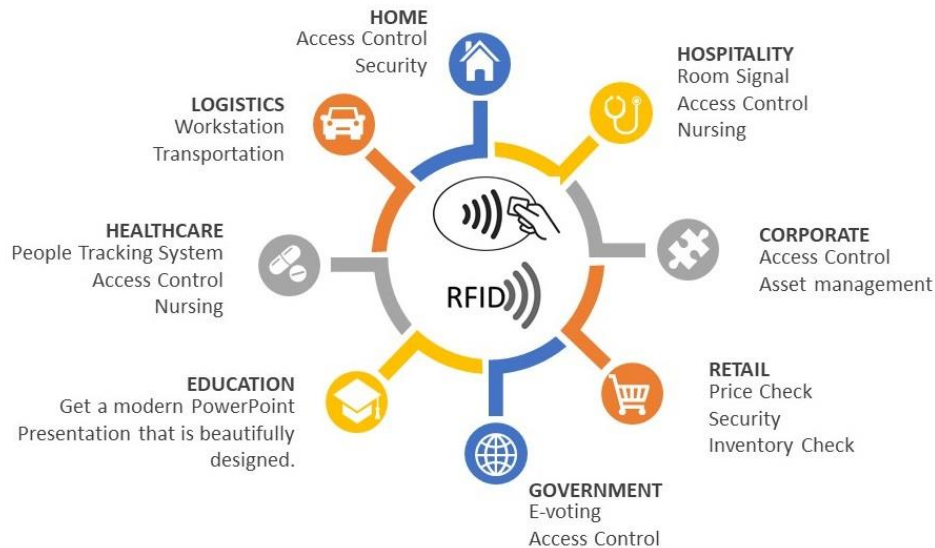 HOME
Access Control
Security
HOSPITALITY
Room Signal
Access Control
Nursing
LOGISTICS
Workstation
Transportation
HEALTHCARE
People Tracking System
Access Control
Nursing
CORPORATE
Access Control
Asset management
RFID
EDUCATION
Get a modern PowerPoint
Presentation that is beautifully
designed.
RETAIL
Price Check
Security
Inventory Check
GOVERNMENT
E-voting
Access Control